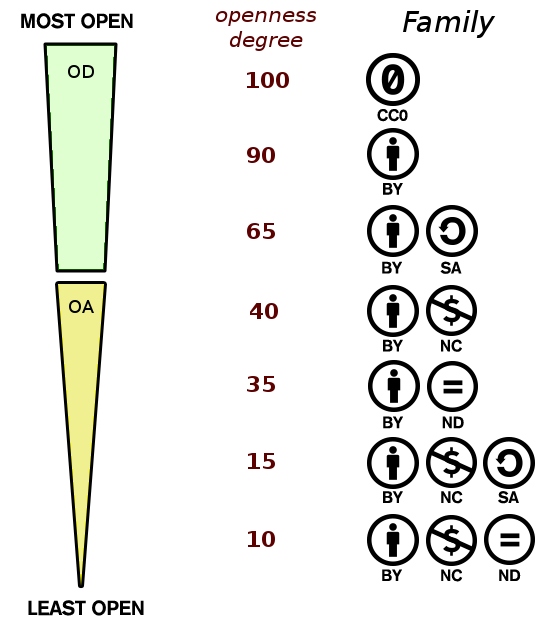 MOST OPEN
openness
degree
Family
OD
100
CC0
90
BY
65
BY SA
OA
40
BY NC
35
BY ND
15
BY NC SA
10
BY NC ND
LEAST OPEN